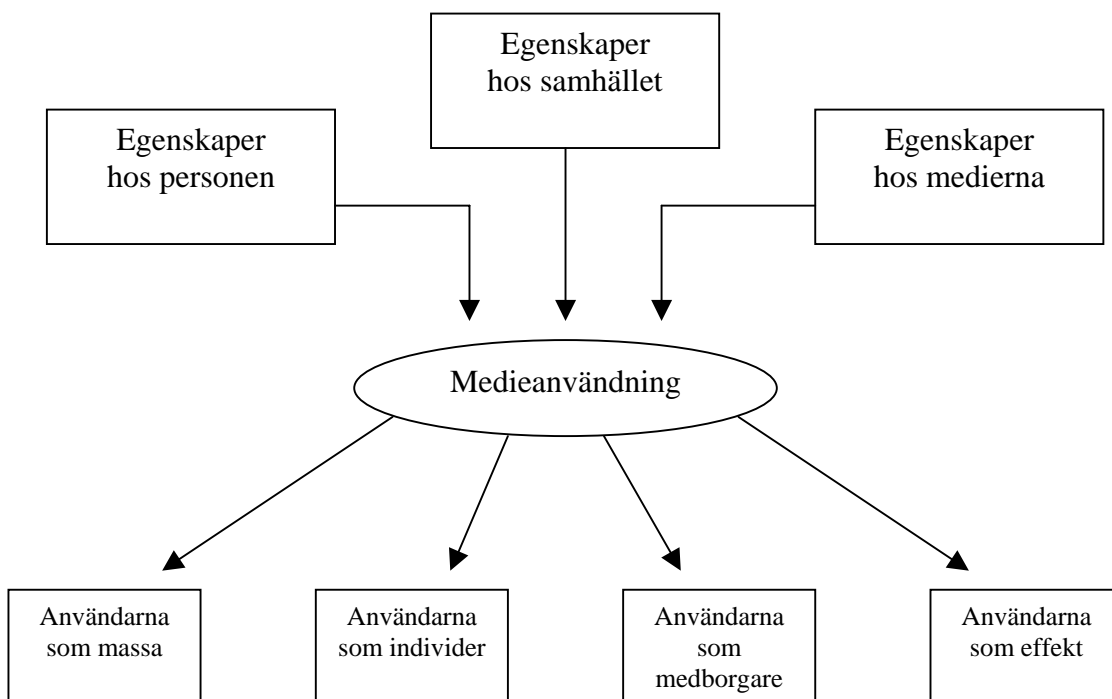 Egenskaper
hos samhället
Egenskaper
hos personen
Egenskaper
hos medierna
Medieanvändning
Användarna
som massa
Användarna
som individer
Användarna
som
medborgare
Användarna
som effekt